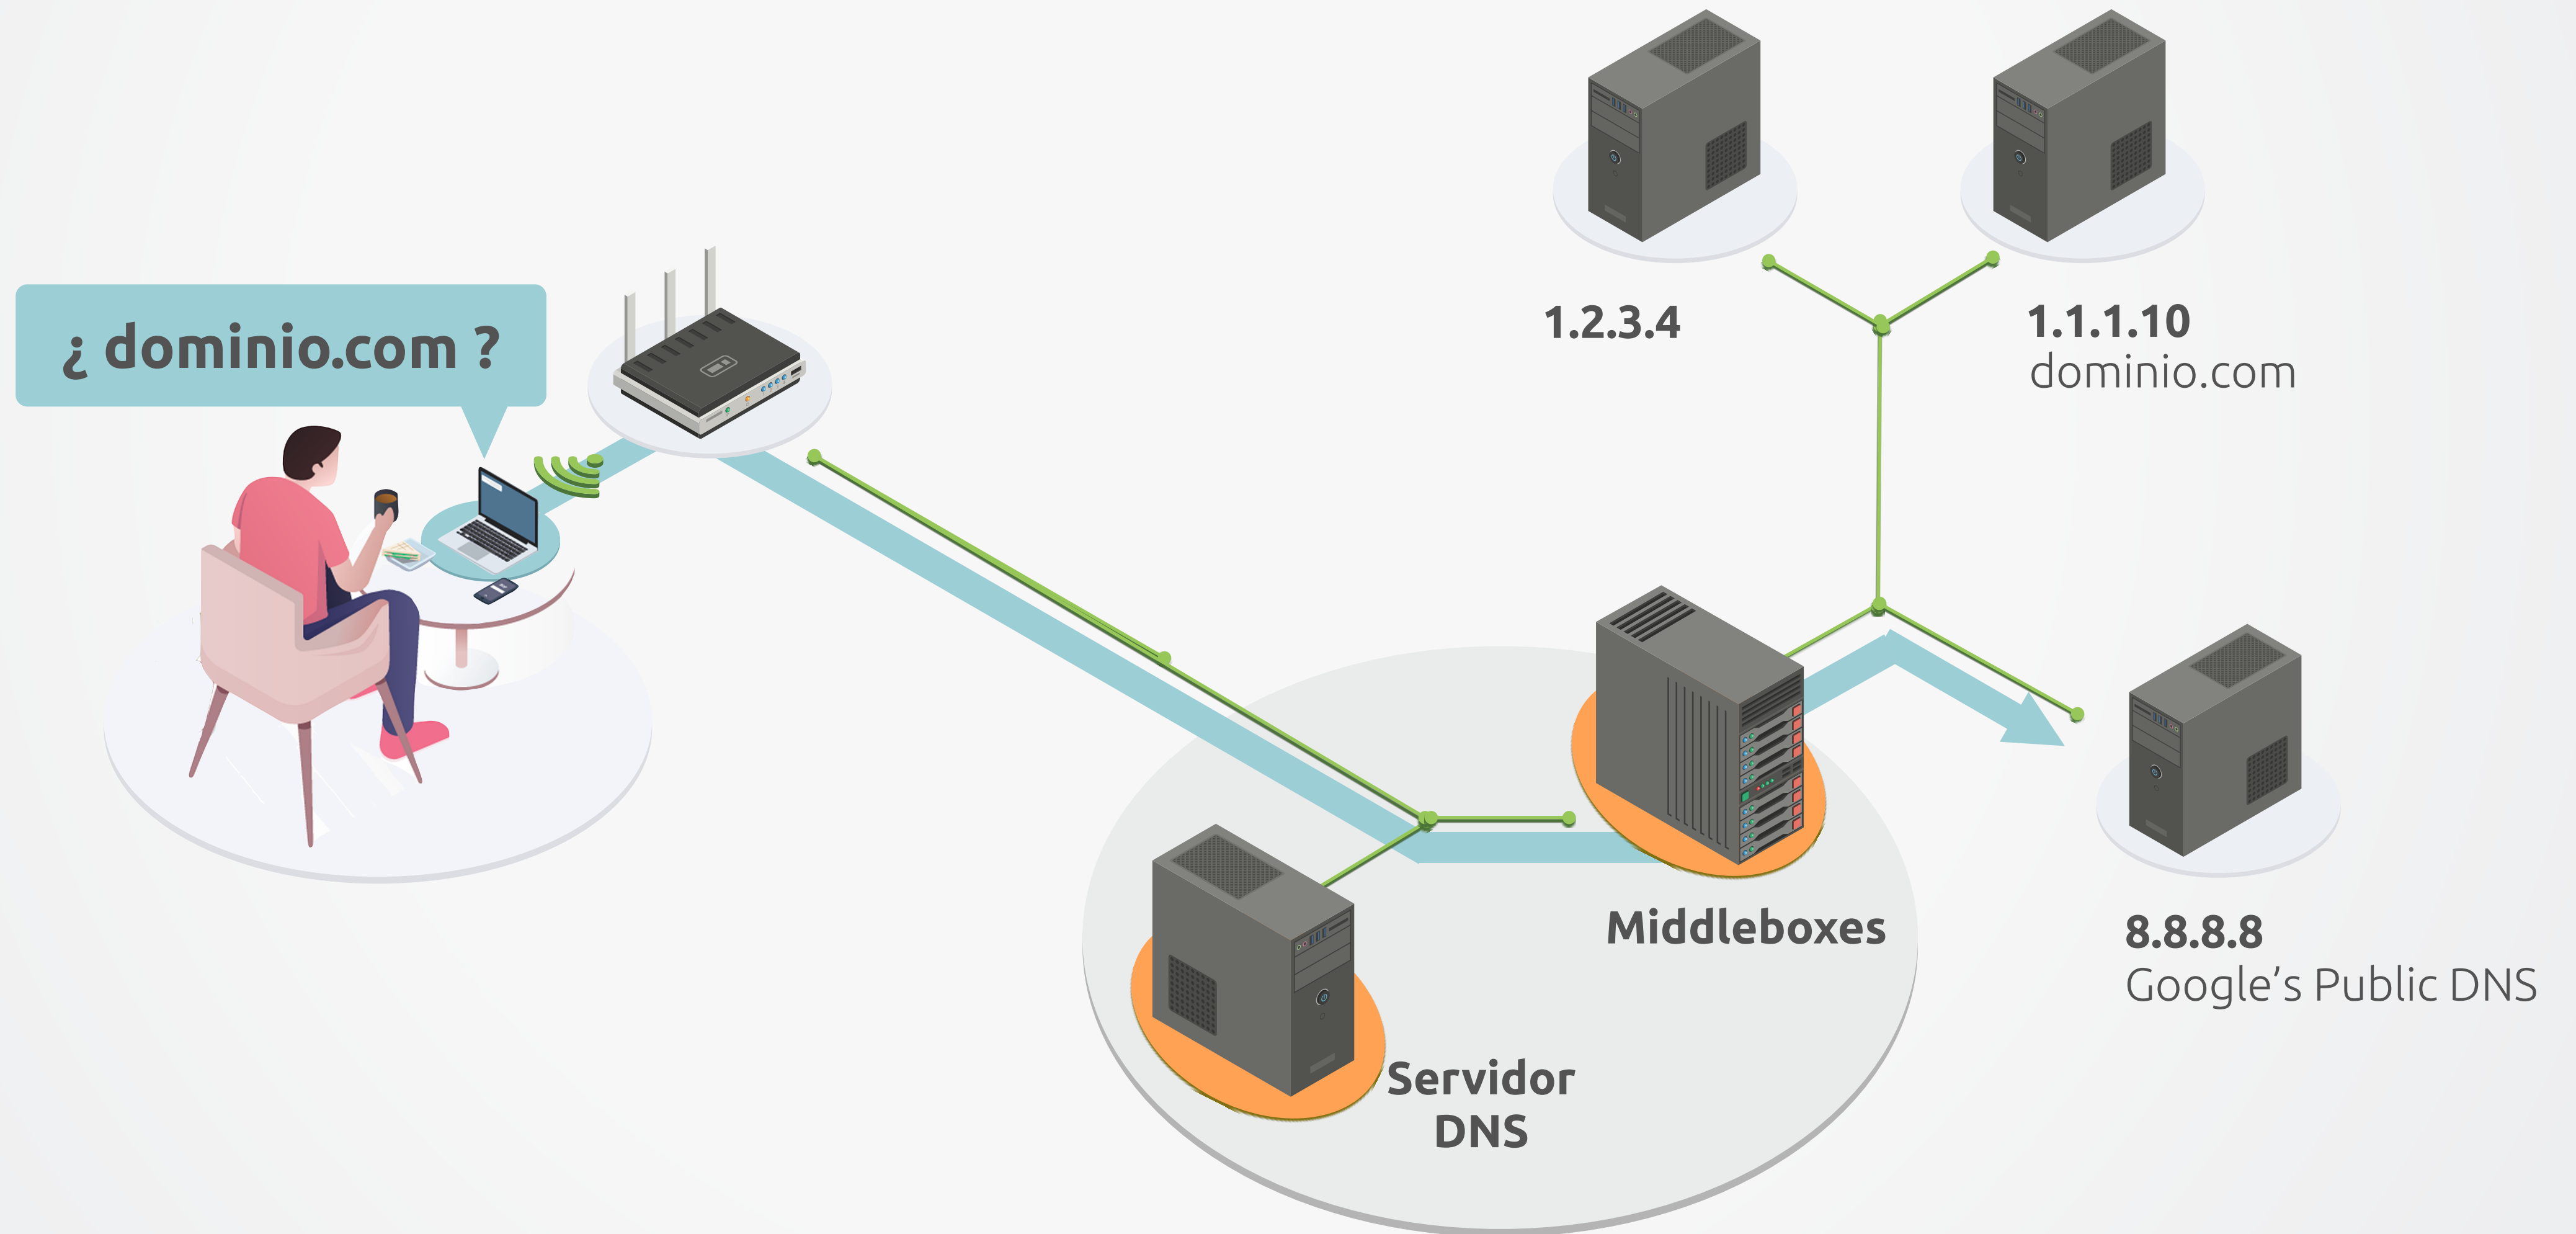 ¿ dominio.com ?
1.2.3.4
1.1.1.10
dominio.com
Middleboxes
8.8.8.8
Google’s Public DNS
Servidor
DNS